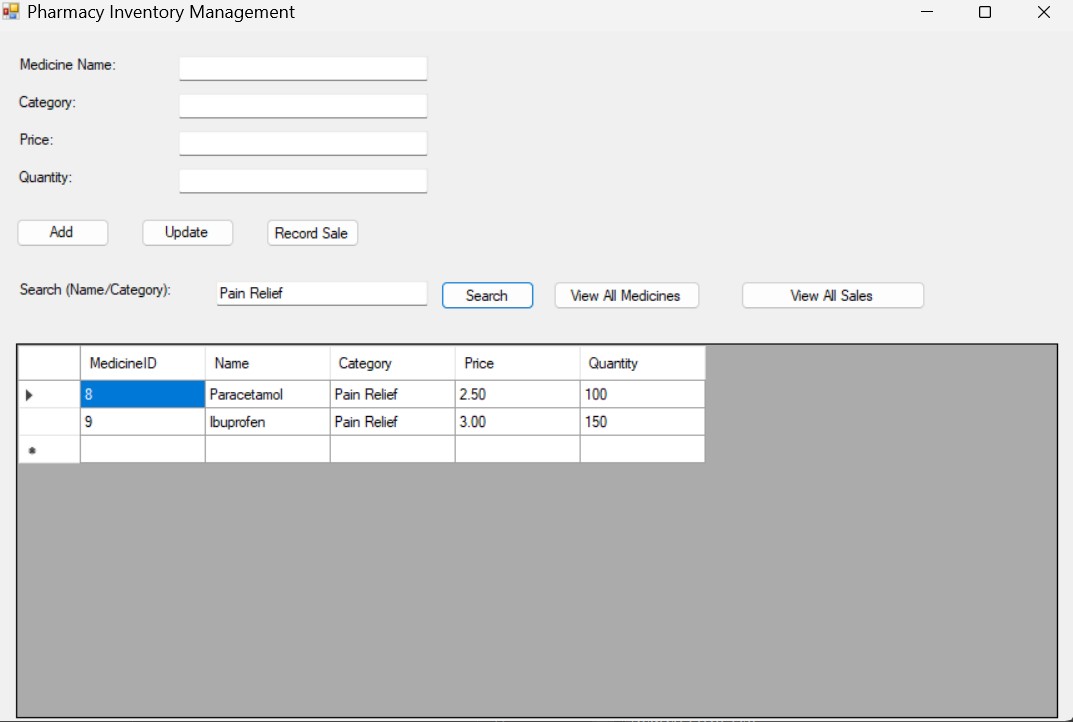 Pharmacy Inventory Management
Medicine Name:
Category:
Price:
Quantity:
Add Update Record Sale
Search (Name/Category): Pain Relief Search View All Medicines View All Sales
MedicineID Name Category Price Quantity
8 Paracetamol Pain Relief 2.50 100
9 Ibuprofen Pain Relief 3.00 150